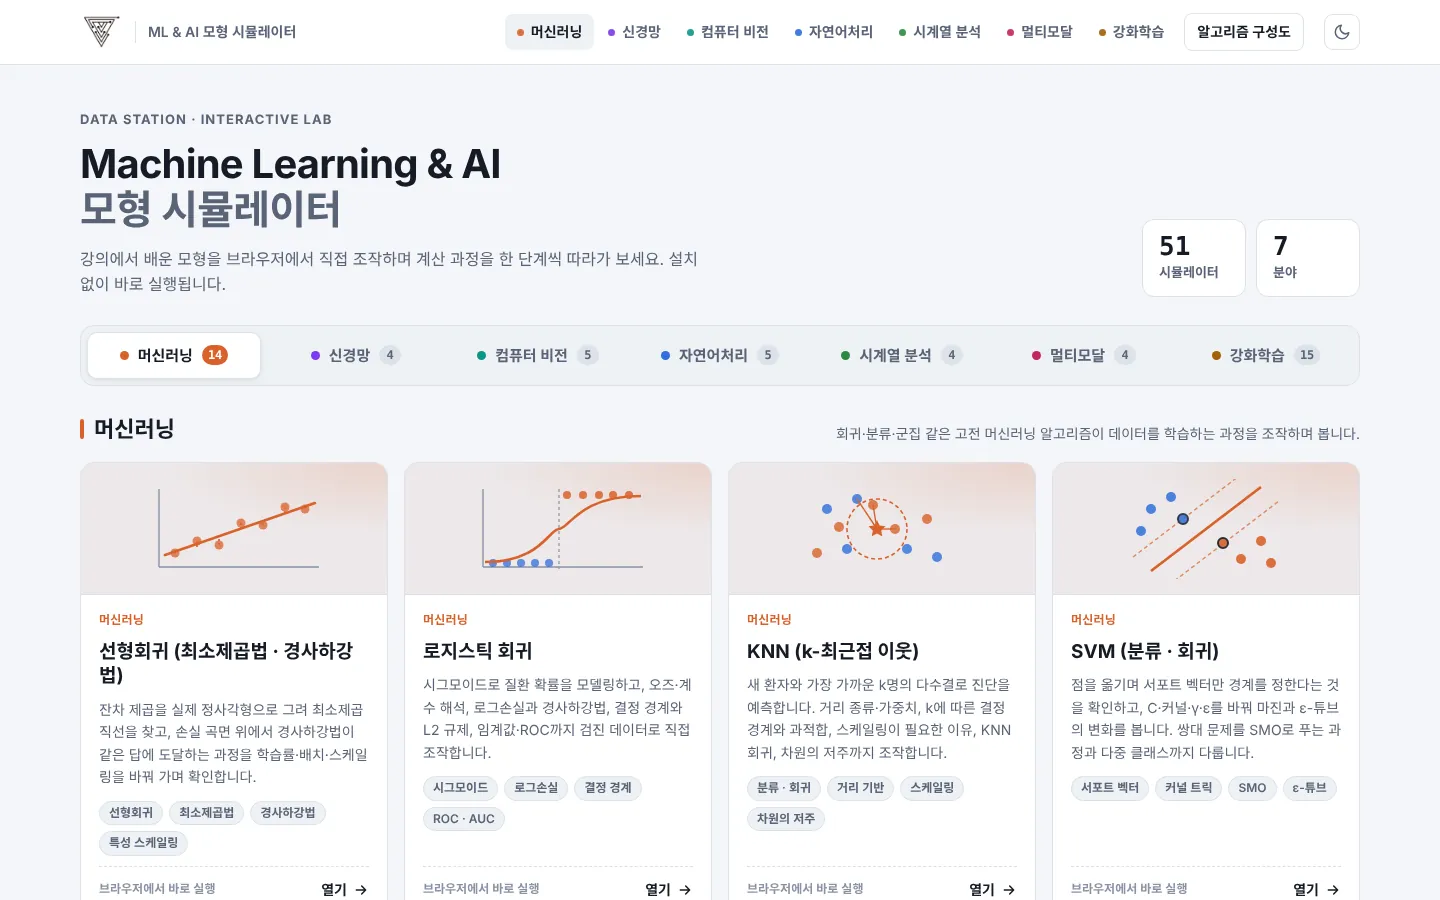 ML & AI 모형 시뮬레이터
머신러닝
신경망
컴퓨터 비전
자연어처리
시계열 분석
멀티모달
강화학습
알고리즘 구성도
DATA STATION · INTERACTIVE LAB
Machine Learning & AI
모형 시뮬레이터
강의에서 배운 모형을 브라우저에서 직접 조작하며 계산 과정을 한 단계씩 따라가 보세요. 설치
없이 바로 실행됩니다.
51
시뮬레이터
7
분야
머신러닝 14
신경망 4
컴퓨터 비전 5
자연어처리 5
시계열 분석 4
멀티모달 4
강화학습 15
머신러닝
회귀·분류·군집 같은 고전 머신러닝 알고리즘이 데이터를 학습하는 과정을 조작하며 봅니다.
머신러닝
선형회귀 (최소제곱법 · 경사하강
법)
잔차 제곱을 실제 정사각형으로 그려 최소제곱
직선을 찾고, 손실 곡면 위에서 경사하강법이
같은 답에 도달하는 과정을 학습률·배치·스케일
링을 바꿔 가며 확인합니다.
선형회귀
최소제곱법
경사하강법
특성 스케일링
브라우저에서 바로 실행
열기 →
머신러닝
로지스틱 회귀
시그모이드로 질환 확률을 모델링하고, 오즈·계
수 해석, 로그손실과 경사하강법, 결정 경계와
L2 규제, 임계값·ROC까지 검진 데이터로 직접
조작합니다.
시그모이드
로그손실
결정 경계
ROC · AUC
브라우저에서 바로 실행
열기 →
머신러닝
KNN (k-최근접 이웃)
새 환자와 가장 가까운 k명의 다수결로 진단을
예측합니다. 거리 종류·가중치, k에 따른 결정
경계와 과적합, 스케일링이 필요한 이유, KNN
회귀, 차원의 저주까지 조작합니다.
분류 · 회귀
거리 기반
스케일링
차원의 저주
브라우저에서 바로 실행
열기 →
머신러닝
SVM (분류 · 회귀)
점을 옮기며 서포트 벡터만 경계를 정한다는 것
을 확인하고, C·커널·γ·ε를 바꿔 마진과 ε-튜브
의 변화를 봅니다. 쌍대 문제를 SMO로 푸는 과
정과 다중 클래스까지 다룹니다.
서포트 벡터
커널 트릭
SMO
ε-튜브
브라우저에서 바로 실행
열기 →